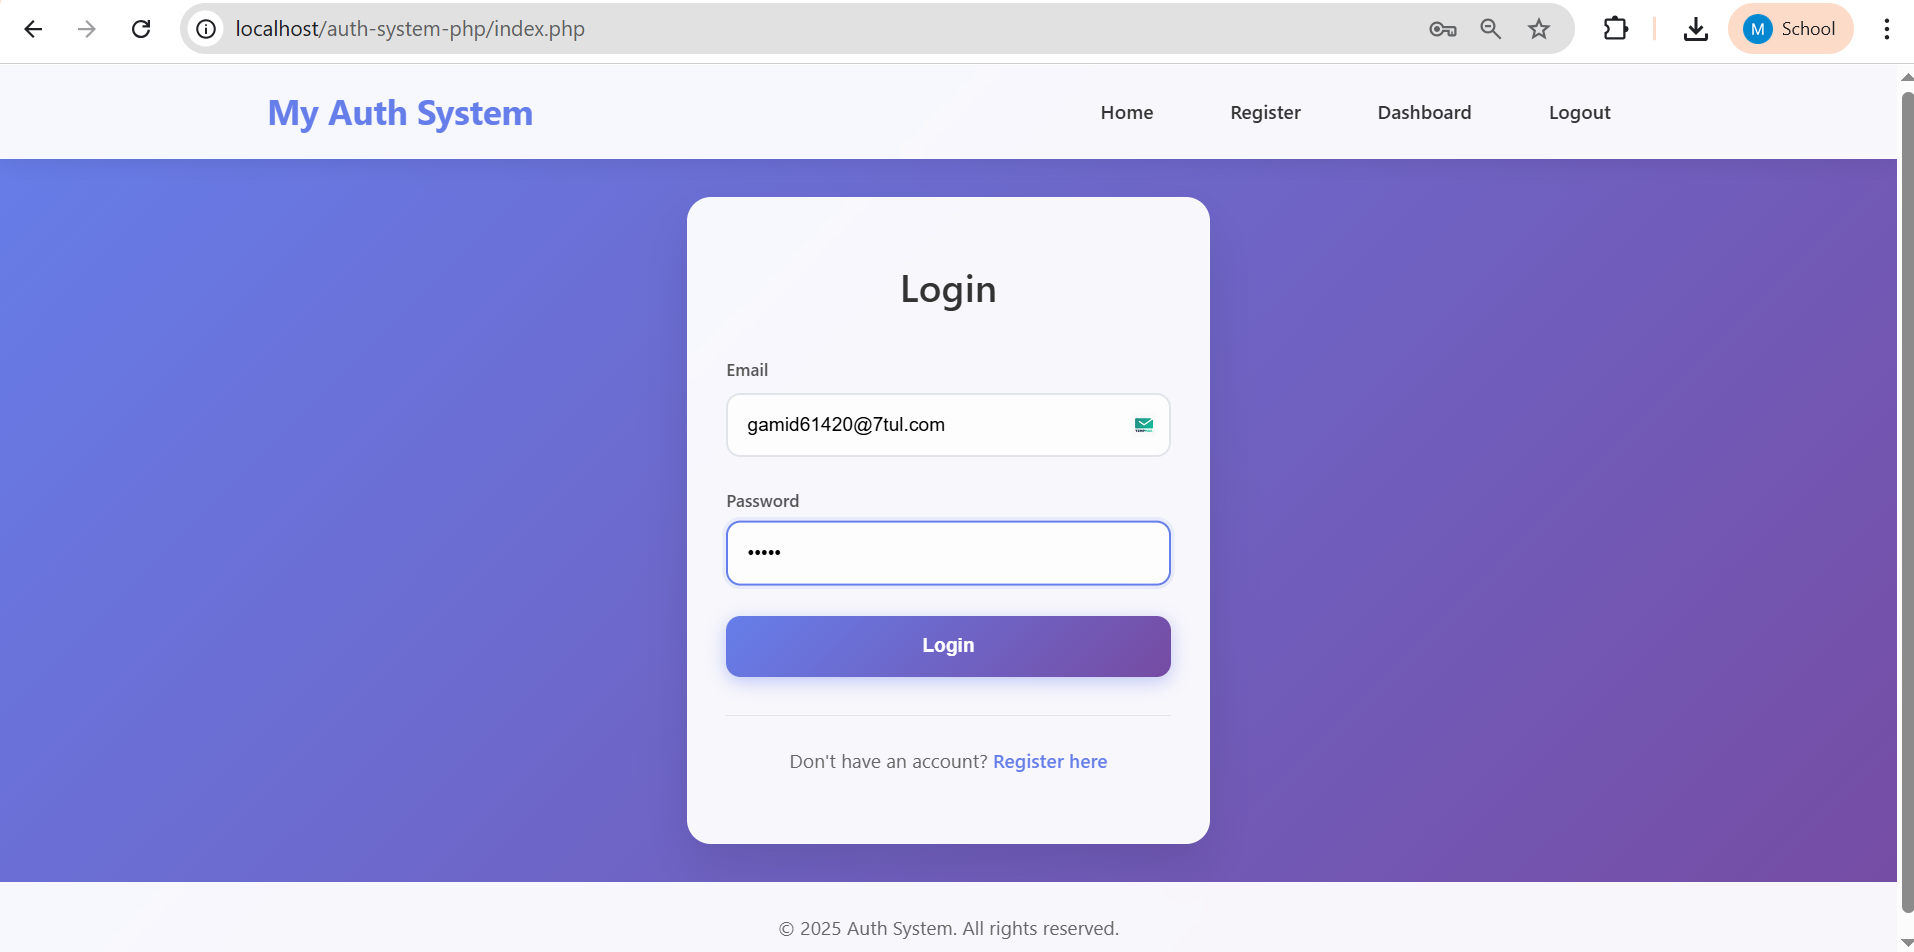 localhost/auth-system-php/index.php
M School
My Auth System
Home Register Dashboard Logout
Login
Email
gamid61420@7tul.com
Password
•••••
Login
Don't have an account? Register here
© 2025 Auth System. All rights reserved.